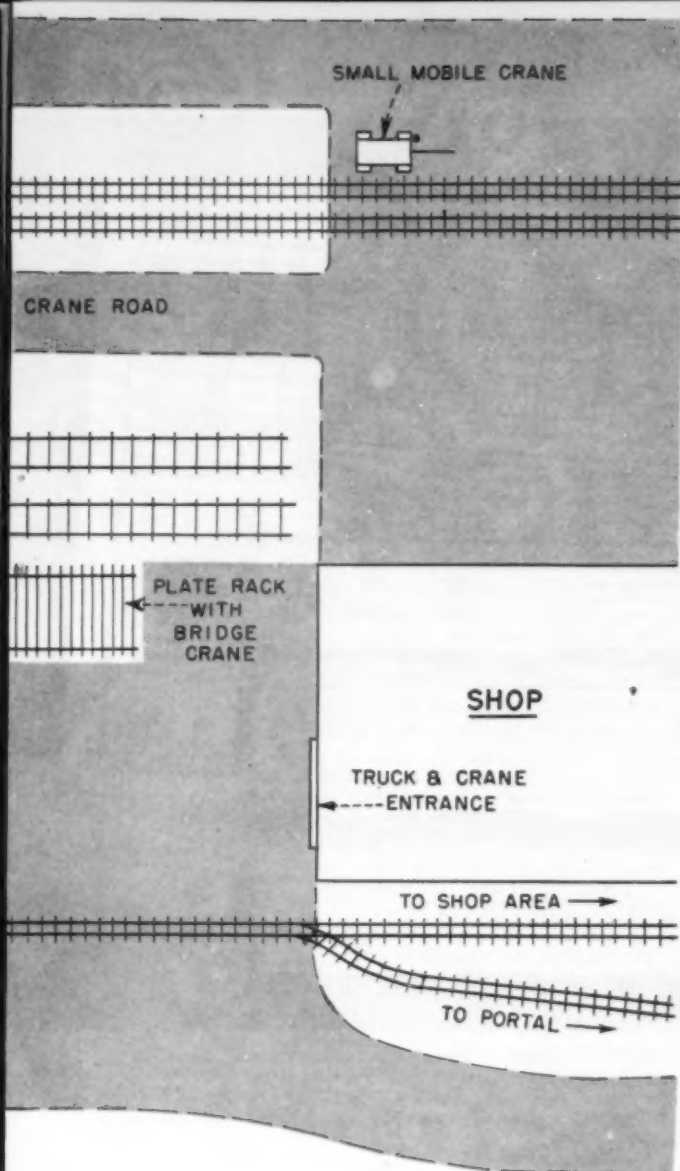 SMALL MOBILE CRANE
CRANE ROAD
PLATE RACK
WITH
BRIDGE
CRANE
SHOP
TRUCK & CRANE
ENTRANCE
TO SHOP AREA
TO PORTAL